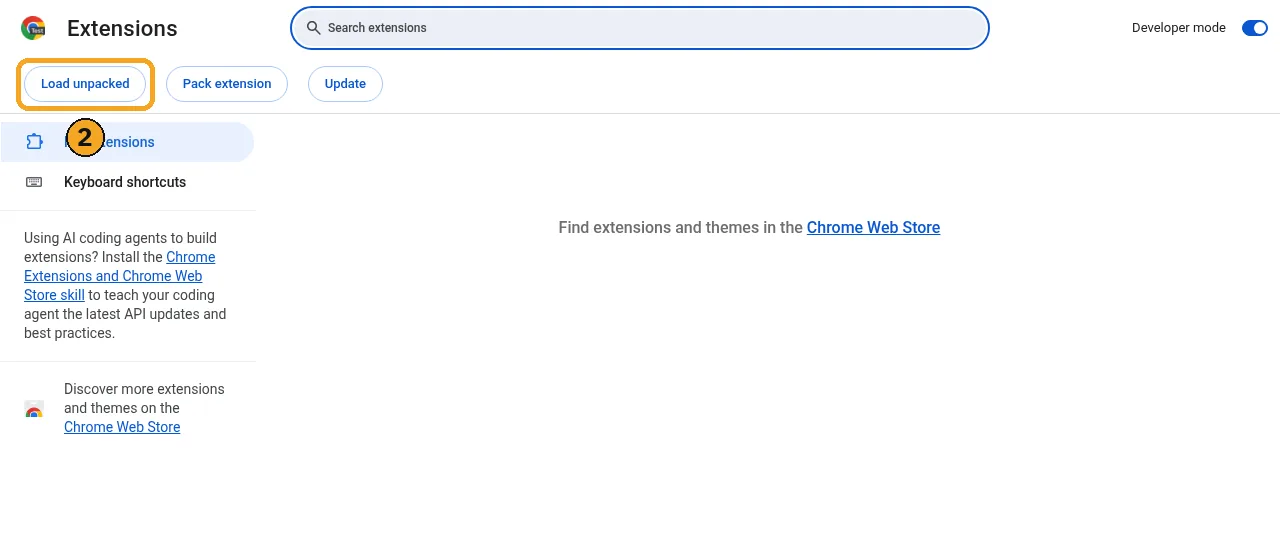 Extensions
Search extensions
Developer mode
Load unpacked
Pack extension
Update
2
Keyboard shortcuts
Using AI coding agents to build
extensions? Install the Chrome
Extensions and Chrome Web
Store skill to teach your coding
agent the latest API updates and
best practices.
Discover more extensions
and themes on the
Chrome Web Store
Find extensions and themes in the Chrome Web Store